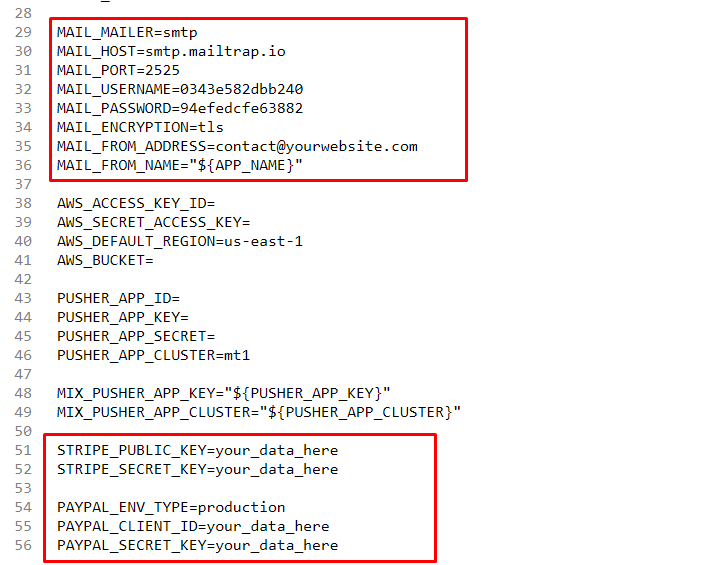 28
29 MAIL_MAILER=smtp
30 MAIL_HOST=smtp.mailtrap.io
31 MAIL_PORT=2525
32 MAIL_USERNAME=0343e582dbb240
33 MAIL_PASSWORD=94efedcfe63882
34 MAIL_ENCRYPTION=tls
35 MAIL_FROM_ADDRESS=contact@yourwebsite.com
36 MAIL_FROM_NAME="${APP_NAME}"
37
38 AWS_ACCESS_KEY_ID=
39 AWS_SECRET_ACCESS_KEY=
40 AWS_DEFAULT_REGION=us-east-1
41 AWS_BUCKET=
42
43 PUSHER_APP_ID=
44 PUSHER_APP_KEY=
45 PUSHER_APP_SECRET=
46 PUSHER_APP_CLUSTER=mt1
47
48 MIX_PUSHER_APP_KEY="${PUSHER_APP_KEY}"
49 MIX_PUSHER_APP_CLUSTER="${PUSHER_APP_CLUSTER}"
50
51 STRIPE_PUBLIC_KEY=your_data_here
52 STRIPE_SECRET_KEY=your_data_here
53
54 PAYPAL_ENV_TYPE=production
55 PAYPAL_CLIENT_ID=your_data_here
56 PAYPAL_SECRET_KEY=your_data_here